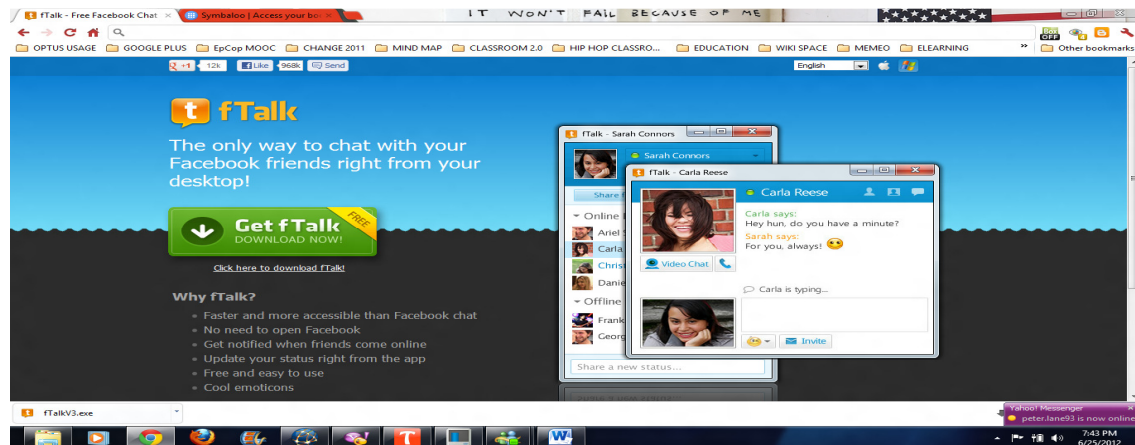 IT WON'T FAIL BECAUSE OF ME
fTalk - Free Facebook Chat
Symbaloo | Access your bo
OPTUS USAGE GOOGLE PLUS EpCop MOOC CHANGE 2011 MIND MAP CLASSROOM 2.0 HIP HOP CLASSRO... EDUCATION WIKI SPACE MEMEO ELEARNING » Other bookmarks
+1 12k Like 968k Send English
t fTalk
The only way to chat with your
Facebook friends right from your
desktop!
Get fTalk
DOWNLOAD NOW!
FREE
Click here to download fTalk!
Why fTalk?
Faster and more accessible than Facebook chat
No need to open Facebook
Get notified when friends come online
Update your status right from the app
Free and easy to use
Cool emoticons
fTalk - Sarah Connors
Sarah Connors
Share
Online
Ariel
Carla
Chris
Danie
Offline
Frank
Georg
Share a new status...
fTalk - Carla Reese
Carla Reese
Carla says:
Hey hun, do you have a minute?
Sarah says:
For you, always!
Video Chat
Carla is typing...
Invite
fTalkV3.exe
Yahoo! Messenger
peter.lane93 is now online
7:43 PM
6/25/2012